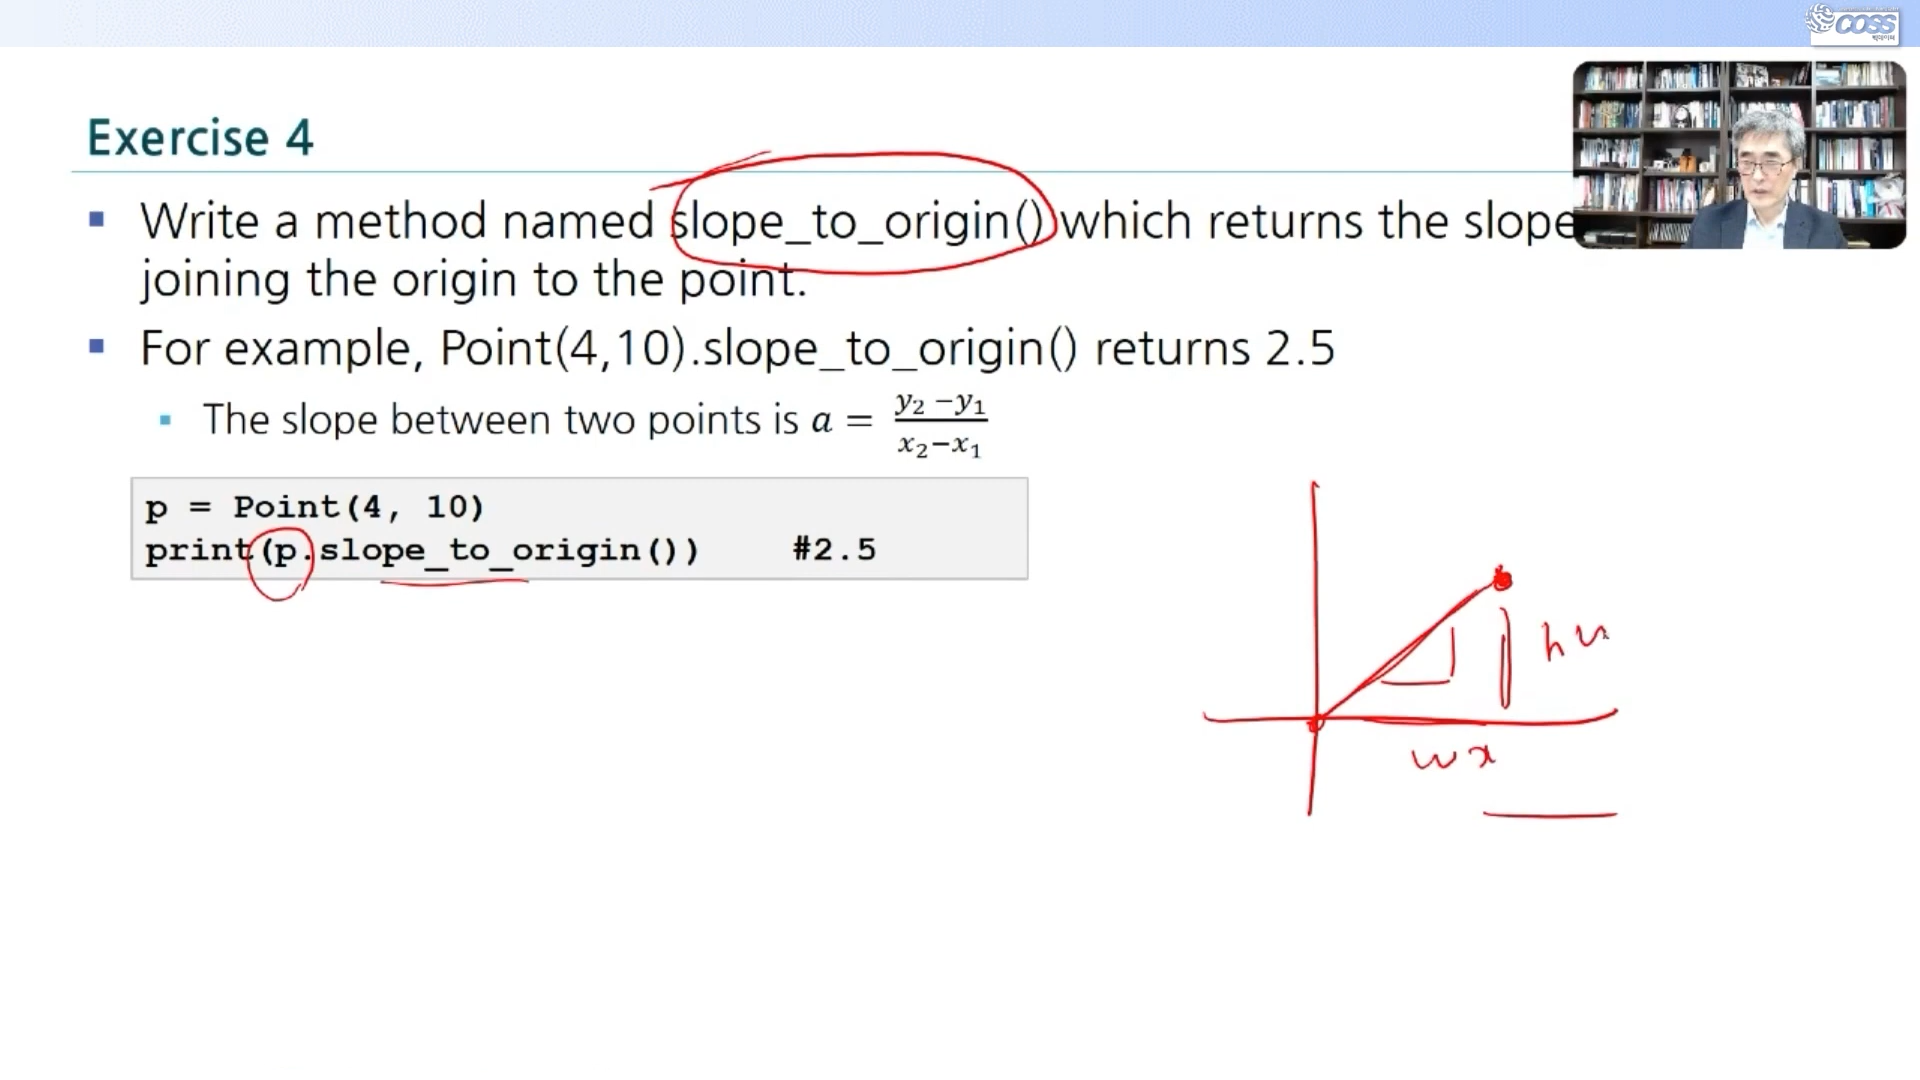 COSS
Exercise 4
Write a method named slope_to_origin() which returns the slope
joining the origin to the point.
For example, Point(4,10).slope_to_origin() returns 2.5
The slope between two points is a = y₂ −y₁
x₂−x₁
p = Point(4, 10)
print(p.slope_to_origin()) #2.5
h
w x